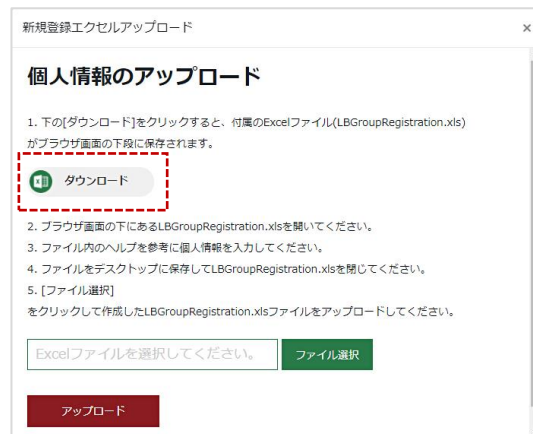 新規登録エクセルアップロード
×
個人情報のアップロード
1. 下の[ダウンロード]をクリックすると、付属のExcelファイル(LBGroupRegistration.xls)
がブラウザ画面の下段に保存されます。
ダウンロード
2. ブラウザ画面の下にあるLBGroupRegistration.xlsを開いてください。
3. ファイル内のヘルプを参考に個人情報を入力してください。
4. ファイルをデスクトップに保存してLBGroupRegistration.xlsを閉じてください。
5. [ファイル選択]
をクリックして作成したLBGroupRegistration.xlsファイルをアップロードしてください。
Excelファイルを選択してください。 ファイル選択
アップロード